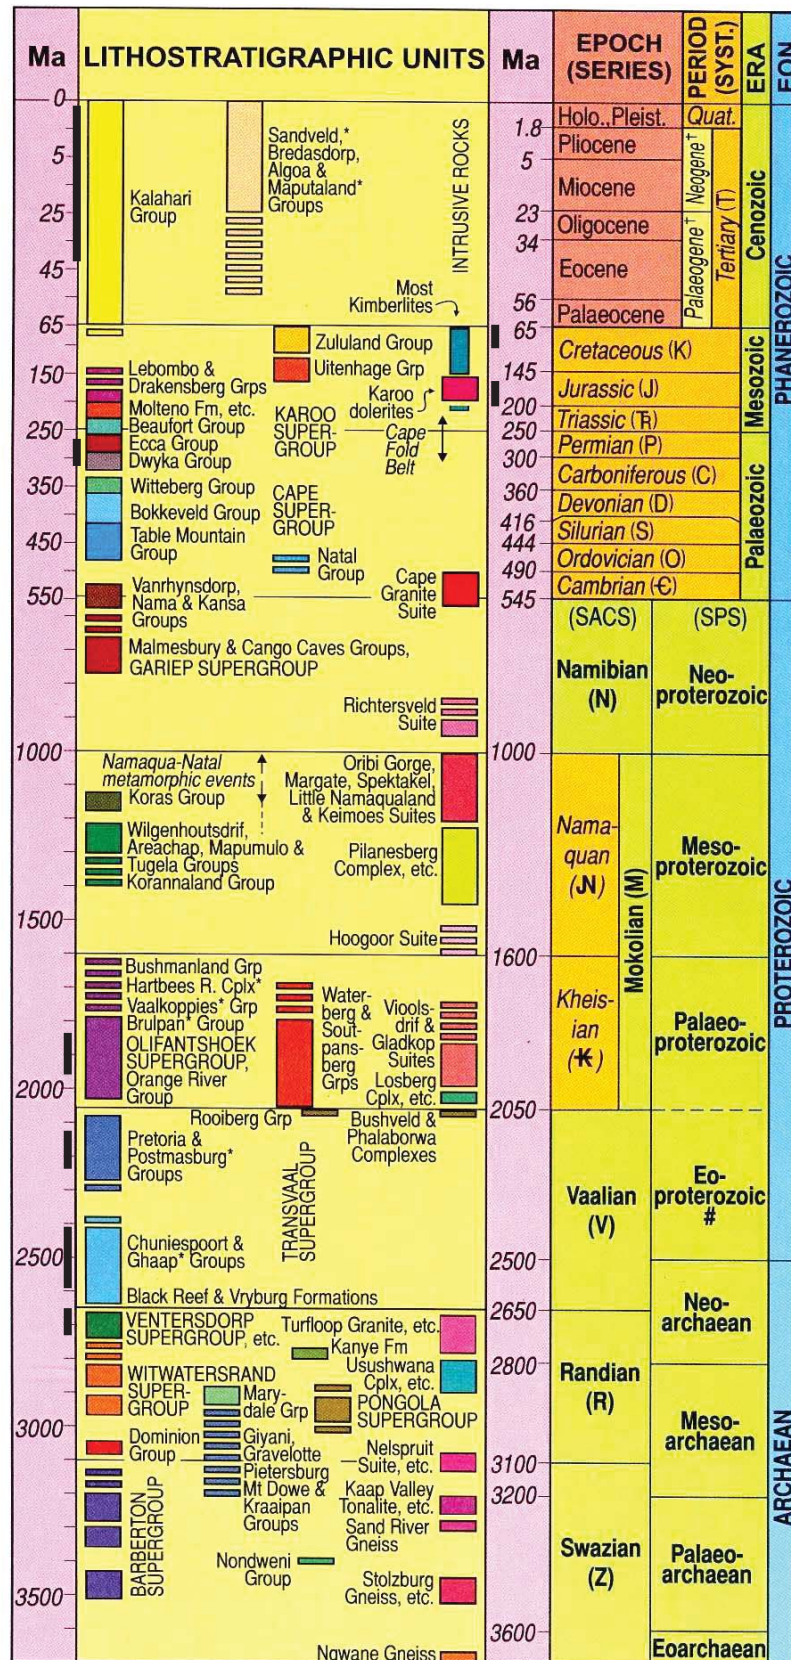 Ma
LITHOSTRATIGRAPHIC UNITS
Ma
EPOCH
(SERIES)
PERIOD
(SYST.)
ERA
EON
0
5
25
45
65
150
250
350
450
550
1000
1500
2000
2500
3000
3500
Kalahari
Group
Sandveld,*
Bredasdorp,
Algoa &
Maputaland*
Groups
INTRUSIVE ROCKS
Most
Kimberlites
Zululand Group
Uitenhage Grp
Lebombo &
Drakensberg Grps
Molteno Fm, etc.
Beaufort Group
Ecca Group
Dwyka Group
KAROO
SUPER-
GROUP
Karoo
dolerites
Cape
Fold
Belt
Witteberg Group
Bokkeveld Group
Table Mountain
Group
CAPE
SUPER-
GROUP
Natal
Group
Cape
Granite
Suite
Vanrhynsdorp,
Nama & Kansa
Groups
Malmesbury & Cango Caves Groups,
GARIEP SUPERGROUP
Richtersveld
Suite
Namaqua-Natal
metamorphic events
Koras Group
Oribi Gorge,
Margate, Spektakel,
Little Namaqualand
& Keimoes Suites
Wilgenhoutsdrif,
Areachap, Mapumulo &
Tugela Groups
Korannaland Group
Pilanesberg
Complex, etc.
Hoogoor Suite
Bushmanland Grp
Hartbees R. Cplx*
Vaalkoppies* Grp
Brulpan* Group
OLIFANTSHOEK
SUPERGROUP,
Orange River
Group
Water-
berg &
Sout-
pans-
berg
Grps
Viools-
drif &
Gladkop
Suites
Losberg
Cplx, etc.
Rooiberg Grp
Bushveld &
Phalaborwa
Complexes
Pretoria &
Postmasburg*
Groups
TRANSVAAL
SUPERGROUP
Chuniespoort &
Ghaap* Groups
Black Reef & Vryburg Formations
VENTERSDORP
SUPERGROUP, etc.
Turfloop Granite, etc.
Kanye Fm
WITWATERSRAND
SUPER-
GROUP
Usushwana
Cplx, etc.
Mary-
dale Grp
PONGOLA
SUPERGROUP
Dominion
Group
Giyani,
Gravelotte
Pietersburg
Mt Dowe &
Kraaipan
Groups
Nelspruit
Suite, etc.
Kaap Valley
Tonalite, etc.
Sand River
Gneiss
BARBERTON
SUPERGROUP
Nondweni
Group
Stolzburg
Gneiss, etc.
Ngwane Gneiss
1.8
5
23
34
56
65
145
200
250
300
360
416
444
490
545
1000
1600
2050
2500
2650
2800
3100
3200
3600
Holo., Pleist.
Quat.
Pliocene
Miocene
Oligocene
Eocene
Palaeocene
Neogene†
Palaeogene†
Tertiary (T)
Cenozoic
Cretaceous (K)
Jurassic (J)
Triassic (Ꞧ)
Mesozoic
Permian (P)
Carboniferous (C)
Devonian (D)
Silurian (S)
Ordovician (O)
Cambrian (Є)
Palaeozoic
PHANEROZOIC
(SACS)
(SPS)
Namibian
(N)
Neo-
proterozoic
Nama-
quan
(JN)
Mokolian (M)
Meso-
proterozoic
Kheis-
ian
(K)
Palaeo-
proterozoic
PROTEROZOIC
Vaalian
(V)
Eo-
proterozoic
#
Neo-
archaean
Randian
(R)
Meso-
archaean
ARCHAEAN
Swazian
(Z)
Palaeo-
archaean
Eoarchaean